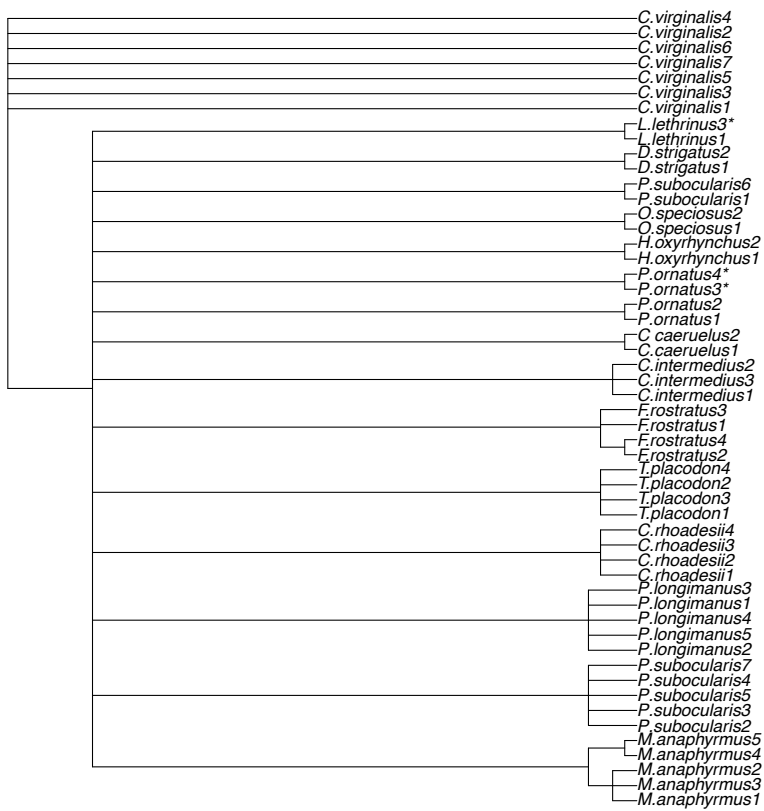 C.virginalis4
C.virginalis2
C.virginalis6
C.virginalis7
C.virginalis5
C.virginalis3
C.virginalis1
L.lethrinus3*
L.lethrinus1
D.strigatus2
D.strigatus1
P.subocularis6
P.subocularis1
O.speciosus2
O.speciosus1
H.oxyrhynchus2
H.oxyrhynchus1
P.ornatus4*
P.ornatus3*
P.ornatus2
P.ornatus1
C caeruelus2
C.caeruelus1
C.intermedius2
C.intermedius3
C.intermedius1
F.rostratus3
F.rostratus1
F.rostratus4
F.rostratus2
T.placodon4
T.placodon2
T.placodon3
T.placodon1
C.rhoadesii4
C.rhoadesii3
C.rhoadesii2
C.rhoadesii1
P.longimanus3
P.longimanus1
P.longimanus4
P.longimanus5
P.longimanus2
P.subocularis7
P.subocularis4
P.subocularis5
P.subocularis3
P.subocularis2
M.anaphyrmus5
M.anaphyrmus4
M.anaphyrmus2
M.anaphyrmus3
M.anaphyrmus1